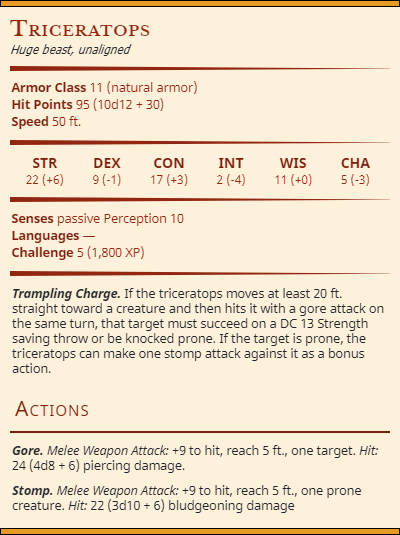 Triceratops
Huge beast, unaligned
Armor Class 11 (natural armor)
Hit Points 95 (10d12 + 30)
Speed 50 ft.
STR DEX CON INT WIS CHA
22 (+6) 9 (-1) 17 (+3) 2 (-4) 11 (+0) 5 (-3)
Senses passive Perception 10
Languages —
Challenge 5 (1,800 XP)
Trampling Charge. If the triceratops moves at least 20 ft.
straight toward a creature and then hits it with a gore attack on
the same turn, that target must succeed on a DC 13 Strength
saving throw or be knocked prone. If the target is prone, the
triceratops can make one stomp attack against it as a bonus
action.
Actions
Gore. Melee Weapon Attack: +9 to hit, reach 5 ft., one target. Hit:
24 (4d8 + 6) piercing damage.
Stomp. Melee Weapon Attack: +9 to hit, reach 5 ft., one prone
creature. Hit: 22 (3d10 + 6) bludgeoning damage